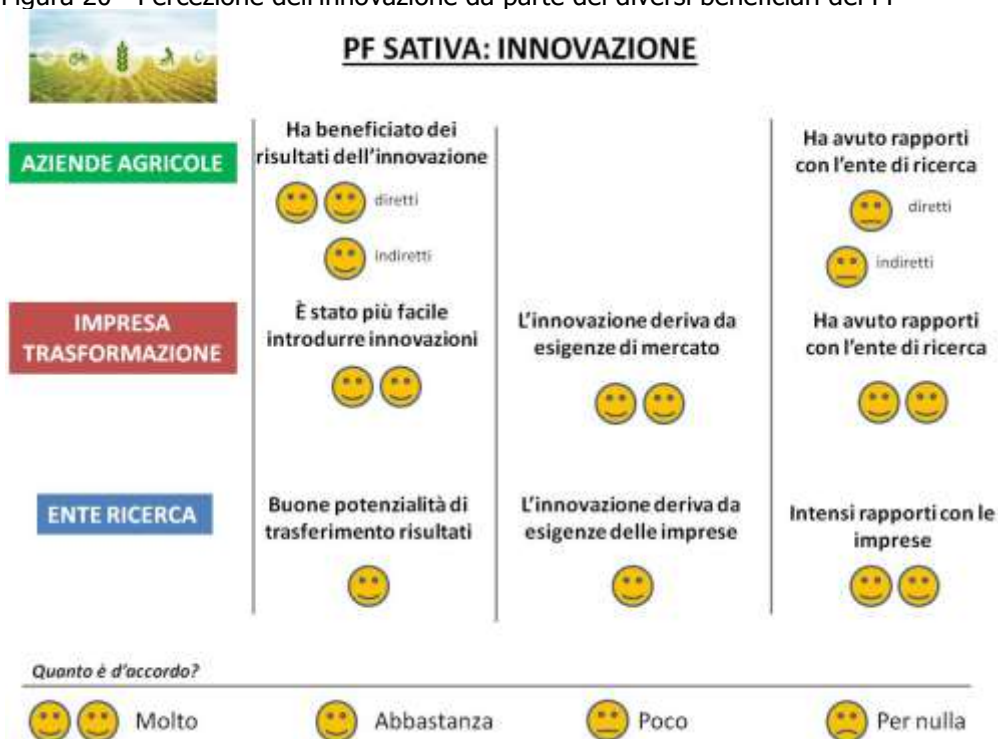 Figura 20 - Percezione dell'innovazione da parte dei diversi beneficiari del PF
PF SATIVA: INNOVAZIONE
AZIENDE AGRICOLE
Ha beneficiato dei
risultati dell'innovazione
diretti
indiretti
Ha avuto rapporti
con l'ente di ricerca
diretti
indiretti
IMPRESA
TRASFORMAZIONE
È stato più facile
introdurre innovazioni
L'innovazione deriva da
esigenze di mercato
Ha avuto rapporti
con l'ente di ricerca
ENTE RICERCA
Buone potenzialità di
trasferimento risultati
L'innovazione deriva da
esigenze delle imprese
Intensi rapporti con le
imprese
Quanto è d'accordo?
Molto
Abbastanza
Poco
Per nulla